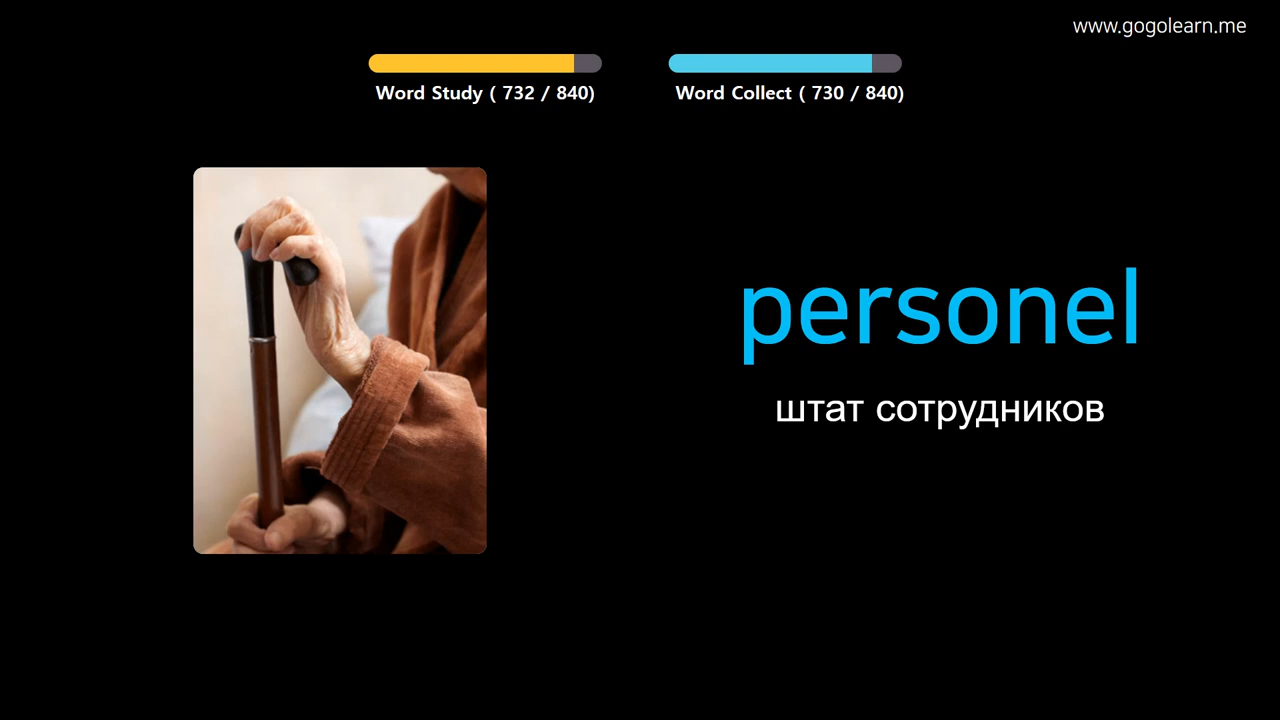 www.gogolearn.me
Word Study ( 732 / 840)
Word Collect ( 730 / 840)
personel
штат сотрудников